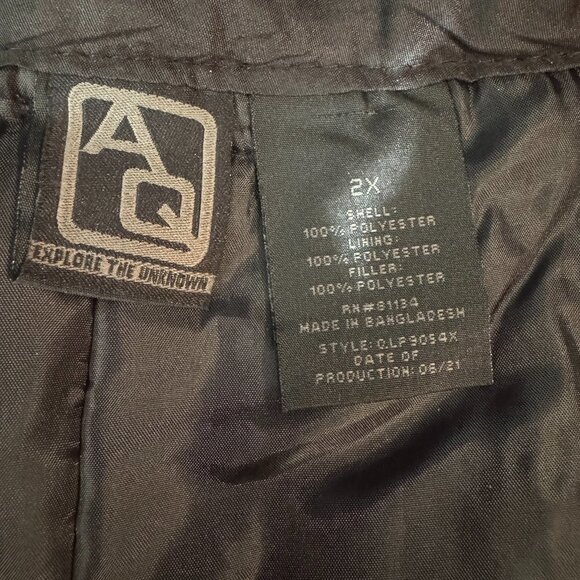 AQ
EXPLORE THE UNKNOWN
2X
SHELL:
100% POLYESTER
LINING:
100% POLYESTER
FILLER:
100% POLYESTER
RN#81134
MADE IN BANGLADESH
STYLE: QLP9054X
DATE OF
PRODUCTION: 06/21